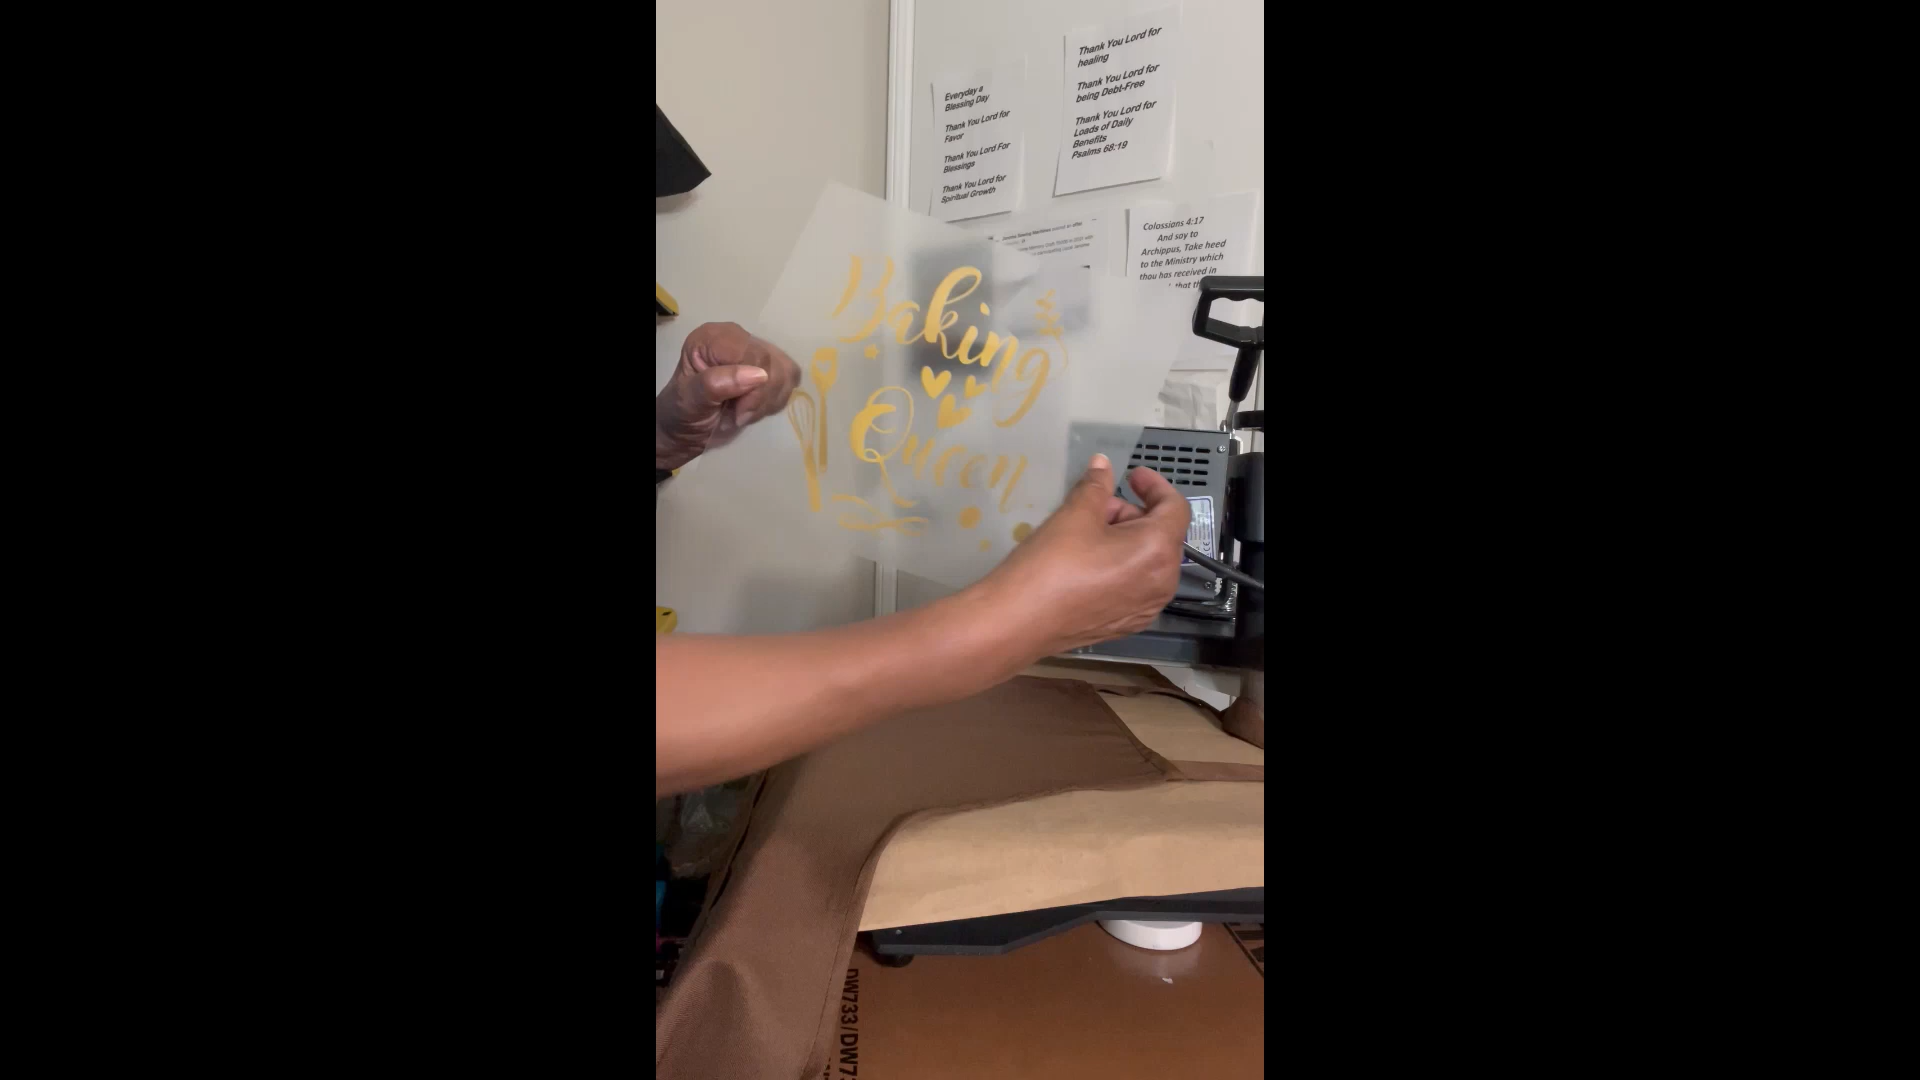 Thank You Lord for
healing
Thank You Lord for
being Debt-Free
Thank You Lord for
Loads of Daily
Benefits
Psalms 68:19
Everyday a
Blessing Day
Thank You Lord for
Favor
Thank You Lord For
Blessings
Thank You Lord for
Spiritual Growth
Colossians 4:17
And say to
Archippus, Take heed
to the Ministry which
thou has received in
that th
Baking
Queen
DW733/DW73